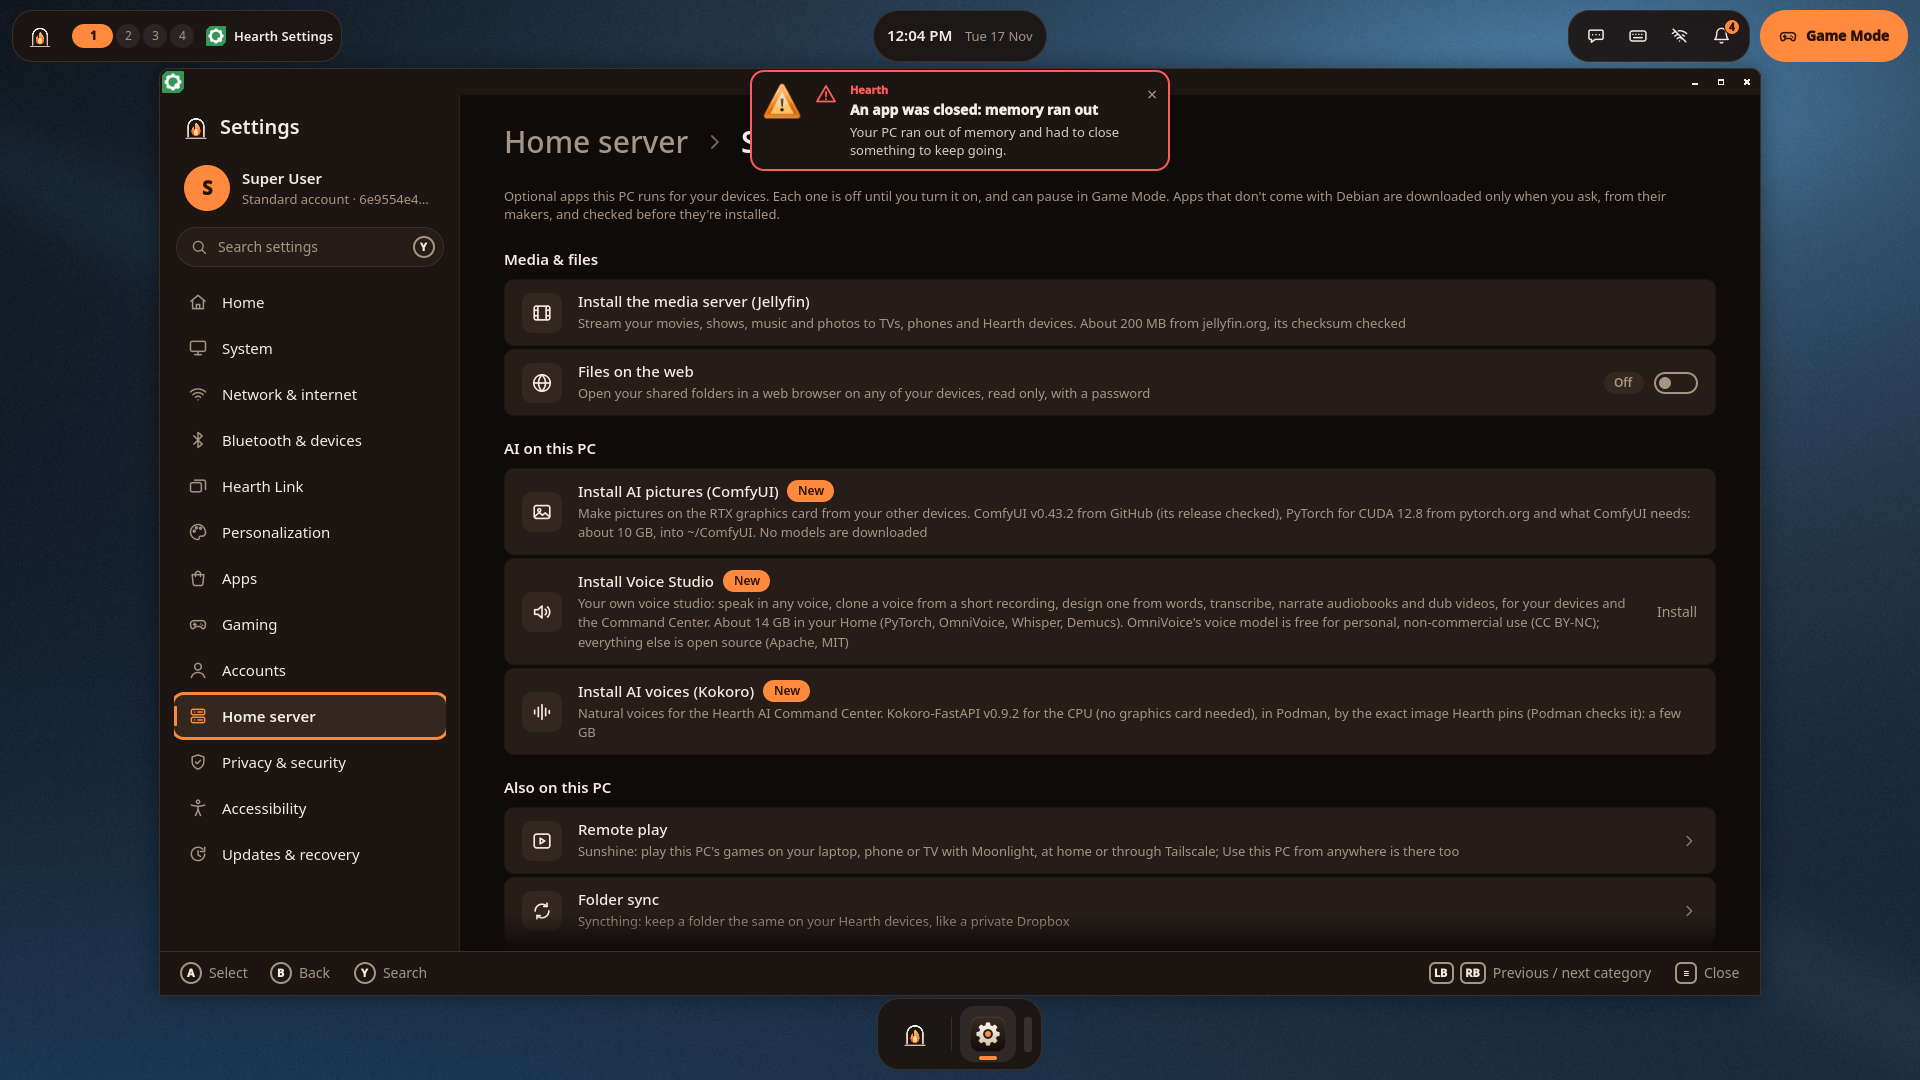 1 2 3 4 Hearth Settings
12:04 PM Tue 17 Nov
4
Game Mode
Hearth
An app was closed: memory ran out
Your PC ran out of memory and had to close
something to keep going.
Settings
S
Super User
Standard account · 6e9554e4...
Search settings Y
Home
System
Network & internet
Bluetooth & devices
Hearth Link
Personalization
Apps
Gaming
Accounts
Home server
Privacy & security
Accessibility
Updates & recovery
Home server
Optional apps this PC runs for your devices. Each one is off until you turn it on, and can pause in Game Mode. Apps that don't come with Debian are downloaded only when you ask, from their
makers, and checked before they're installed.
Media & files
Install the media server (Jellyfin)
Stream your movies, shows, music and photos to TVs, phones and Hearth devices. About 200 MB from jellyfin.org, its checksum checked
Files on the web
Open your shared folders in a web browser on any of your devices, read only, with a password
Off
AI on this PC
Install AI pictures (ComfyUI) New
Make pictures on the RTX graphics card from your other devices. ComfyUI v0.43.2 from GitHub (its release checked), PyTorch for CUDA 12.8 from pytorch.org and what ComfyUI needs:
about 10 GB, into ~/ComfyUI. No models are downloaded
Install Voice Studio New
Your own voice studio: speak in any voice, clone a voice from a short recording, design one from words, transcribe, narrate audiobooks and dub videos, for your devices and
the Command Center. About 14 GB in your Home (PyTorch, OmniVoice, Whisper, Demucs). OmniVoice's voice model is free for personal, non-commercial use (CC BY-NC);
everything else is open source (Apache, MIT)
Install
Install AI voices (Kokoro) New
Natural voices for the Hearth AI Command Center. Kokoro-FastAPI v0.9.2 for the CPU (no graphics card needed), in Podman, by the exact image Hearth pins (Podman checks it): a few
GB
Also on this PC
Remote play
Sunshine: play this PC's games on your laptop, phone or TV with Moonlight, at home or through Tailscale; Use this PC from anywhere is there too
Folder sync
Syncthing: keep a folder the same on your Hearth devices, like a private Dropbox
A Select B Back Y Search
LB RB Previous / next category Close